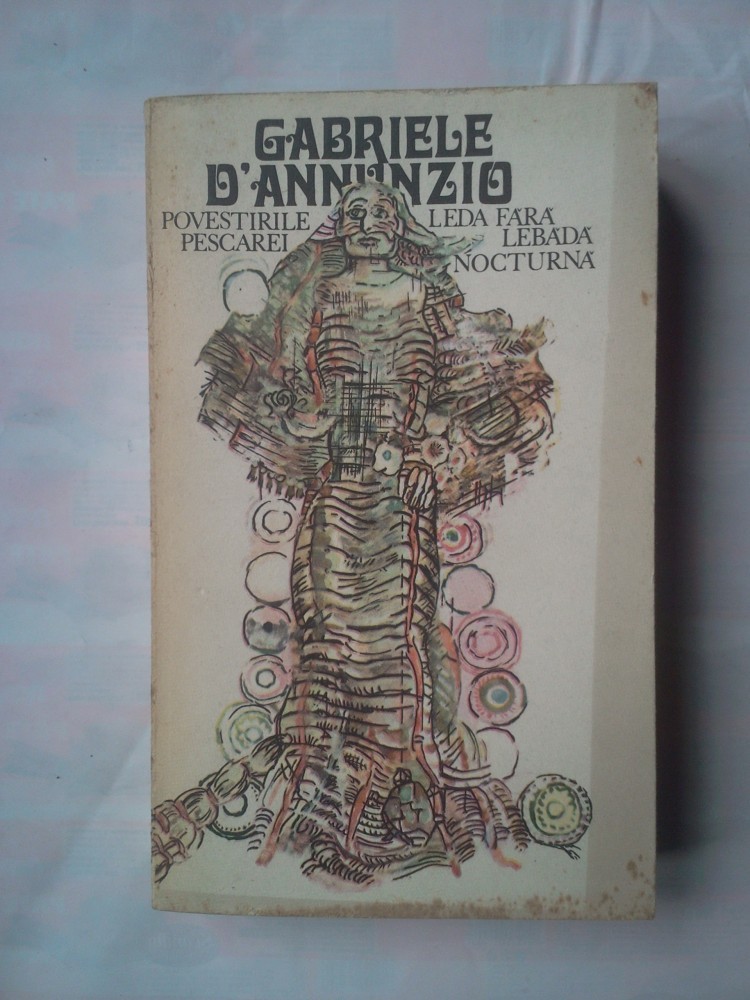 GABRIELE
D'ANNUNZIO
POVESTIRILE
PESCAREI
LEDA FĂRĂ
LEBĂDĂ
NOCTURNĂ